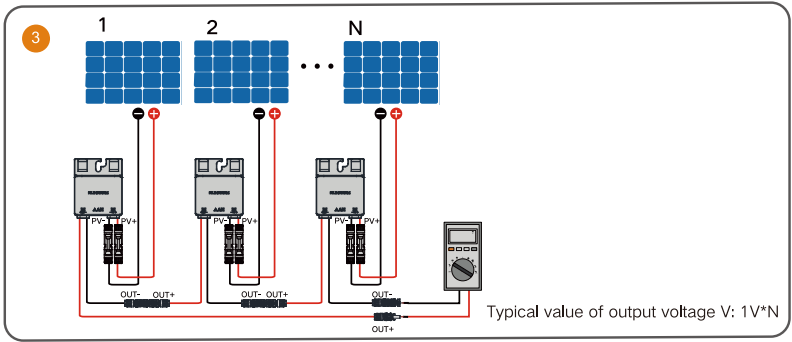 3
1
2
N
PV- PV+
PV- PV+
PV- PV+
OUT- OUT+
OUT- OUT+
OUT-
OUT+
Typical value of output voltage V: 1V*N